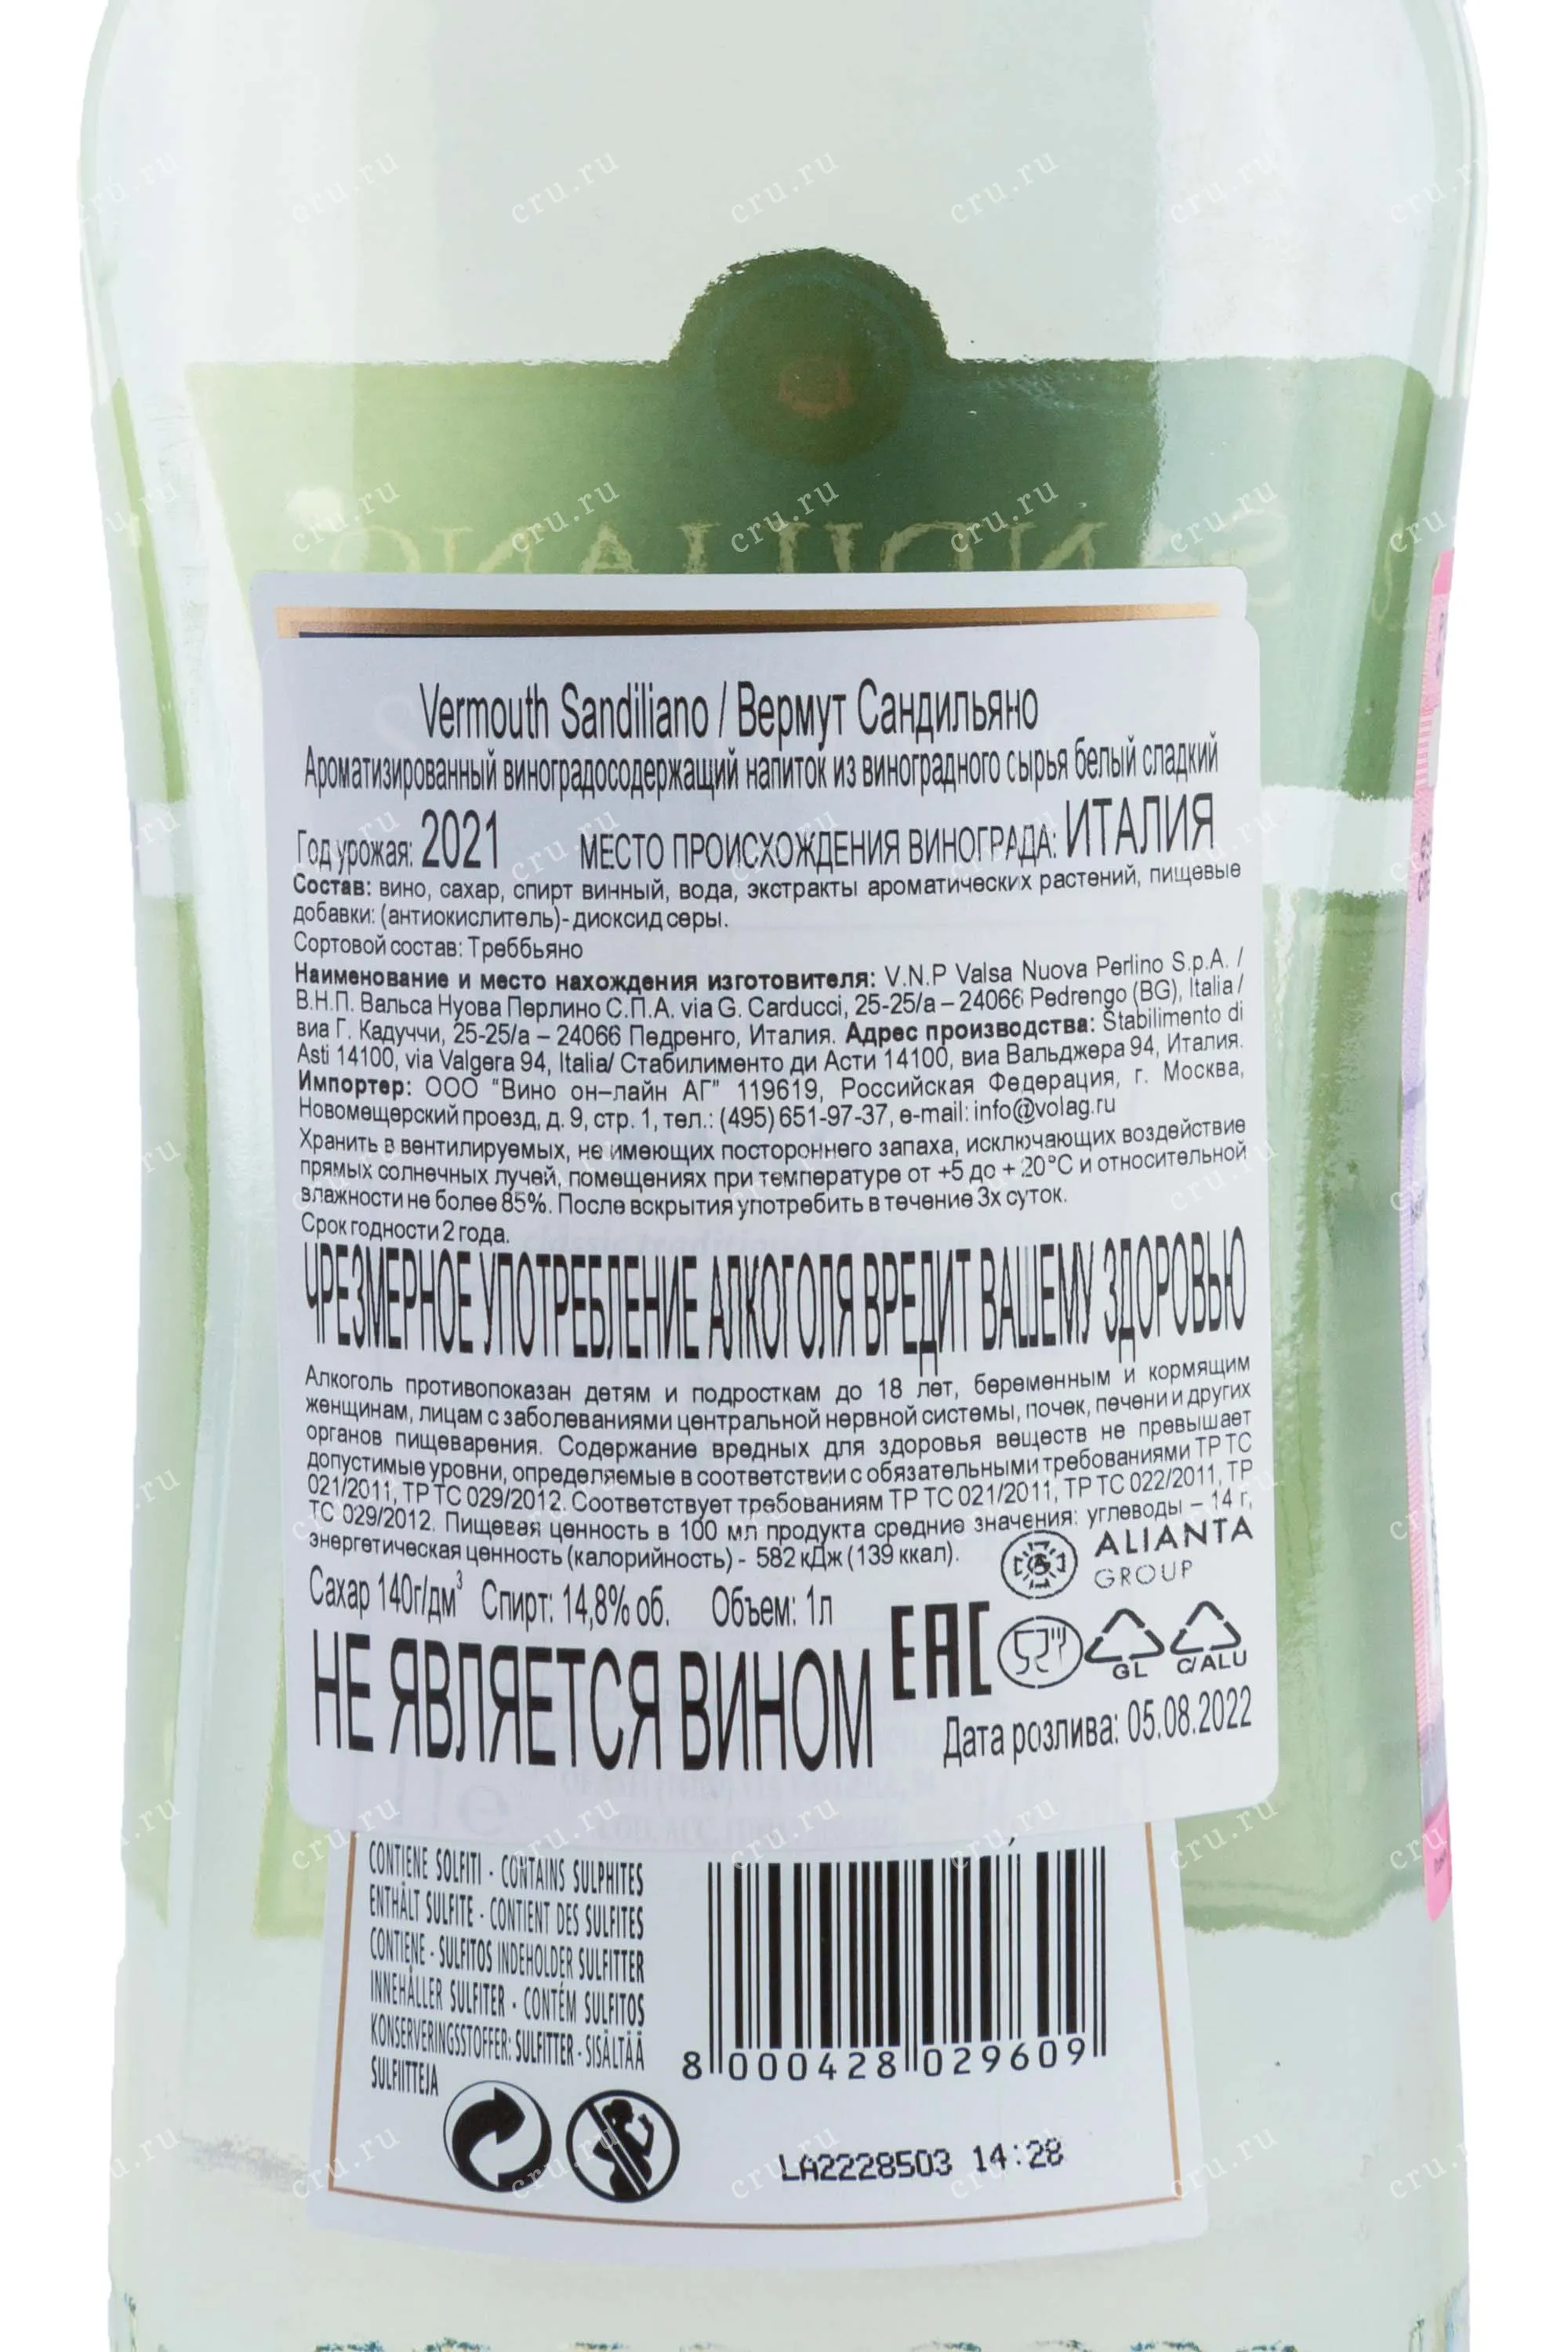 Vermouth Sandiliano / Вермут Сандильяно
Ароматизированный виноградосодержащий напиток из виноградного сырья белый сладкий
Год урожая: 2021 МЕСТО ПРОИСХОЖДЕНИЯ ВИНОГРАДА: ИТАЛИЯ
Состав: вино, сахар, спирт винный, вода, экстракты ароматических растений, пищевые
добавки: (антиокислитель)- диоксид серы.
Сортовой состав: Треббьяно
Наименование и место нахождения изготовителя: V.N.P Valsa Nuova Perlino S.p.A. /
В.Н.П. Вальса Нуова Перлино С.П.А. via G. Carducci, 25-25/a – 24066 Pedrengo (BG), Italia /
виа Г. Кадуччи, 25-25/a – 24066 Педренго, Италия. Адрес производства: Stabilimento di
Asti 14100, via Valgera 94, Italia/ Стабилименто ди Асти 14100, виа Вальджера 94, Италия.
Импортер: ООО "Вино он–лайн АГ" 119619, Российская Федерация, г. Москва,
Новомещерский проезд, д. 9, стр. 1, тел.: (495) 651-97-37, e-mail: info@volag.ru
Хранить в вентилируемых, не имеющих постороннего запаха, исключающих воздействие
прямых солнечных лучей, помещениях при температуре от +5 до + 20°С и относительной
влажности не более 85%. После вскрытия употребить в течение 3х суток.
Срок годности 2 года.
ЧРЕЗМЕРНОЕ УПОТРЕБЛЕНИЕ АЛКОГОЛЯ ВРЕДИТ ВАШЕМУ ЗДОРОВЬЮ
Алкоголь противопоказан детям и подросткам до 18 лет, беременным и кормящим
женщинам, лицам с заболеваниями центральной нервной системы, почек, печени и других
органов пищеварения. Содержание вредных для здоровья веществ не превышает
допустимые уровни, определяемые в соответствии с обязательными требованиями ТР ТС
021/2011, ТР ТС 029/2012. Соответствует требованиям ТР ТС 021/2011, ТР ТС 022/2011, ТР
ТС 029/2012. Пищевая ценность в 100 мл продукта средние значения: углеводы – 14 г,
энергетическая ценность (калорийность) - 582 кДж (139 ккал).
ALIANTA
GROUP
Сахар 140г/дм³ Спирт: 14,8% об. Объем: 1л
EAC
GL C/ALU
НЕ ЯВЛЯЕТСЯ ВИНОМ
Дата розлива: 05.08.2022
CONTIENE SOLFITI - CONTAINS SULPHITES
ENTHÄLT SULFITE - CONTIENT DES SULFITES
CONTIENE - SULFITOS INDEHOLDER SULFITTER
INNEHÅLLER SULFITER - CONTÉM SULFITOS
KONSERVERINGSSTOFFER: SULFITTER - SISÄLTÄÄ
SULFIITTEJA
8 000428 029609
LA2228503 14:28
cru.ru